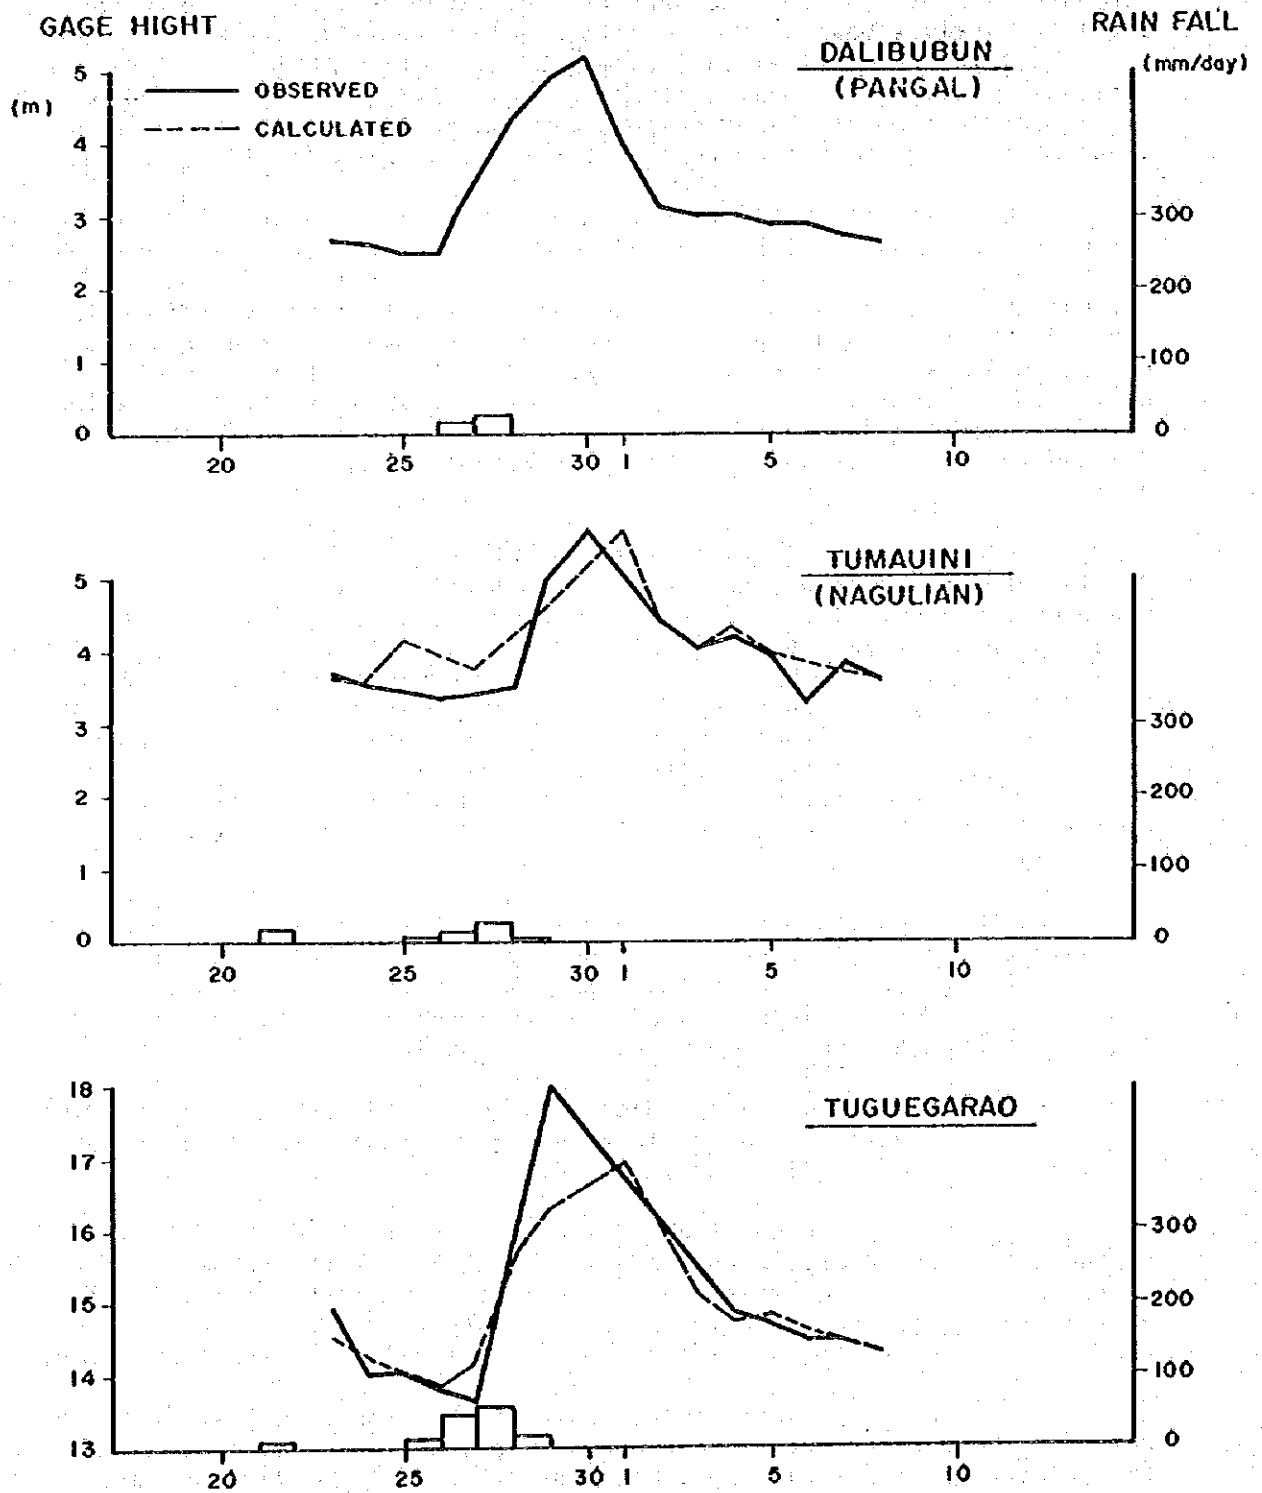 GAGE HIGHT
RAIN FALL
(m)
(mm/day)
OBSERVED
CALCULATED
DALIBUBUN
(PANGAL)
5
4
3
2
1
0
300
200
100
0
20 25 30 1 5 10
TUMAUINI
(NAGULIAN)
5
4
3
2
1
0
300
200
100
0
20 25 30 1 5 10
TUGUEGARAO
18
17
16
15
14
13
300
200
100
0
20 25 30 1 5 10